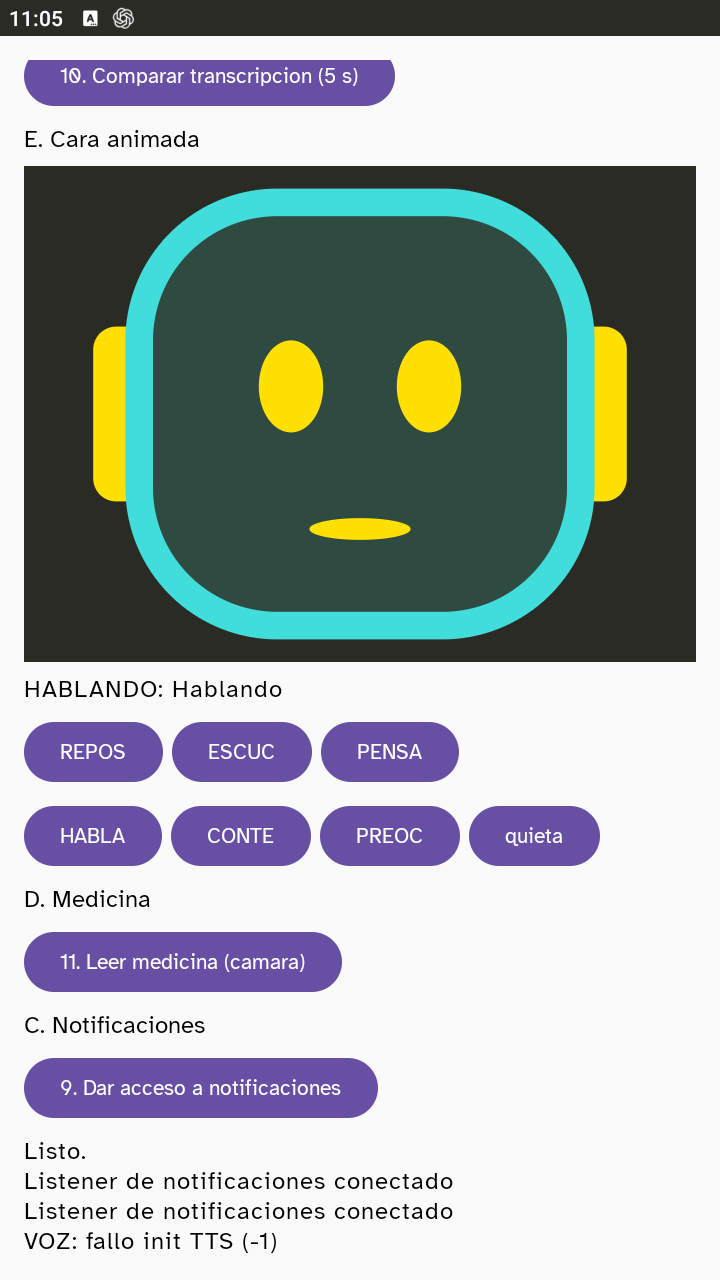 11:05
10. Comparar transcripcion (5 s)
E. Cara animada
HABLANDO: Hablando
REPOS ESCUC PENSA
HABLA CONTE PREOC quieta
D. Medicina
11. Leer medicina (camara)
C. Notificaciones
9. Dar acceso a notificaciones
Listo.
Listener de notificaciones conectado
Listener de notificaciones conectado
VOZ: fallo init TTS (-1)